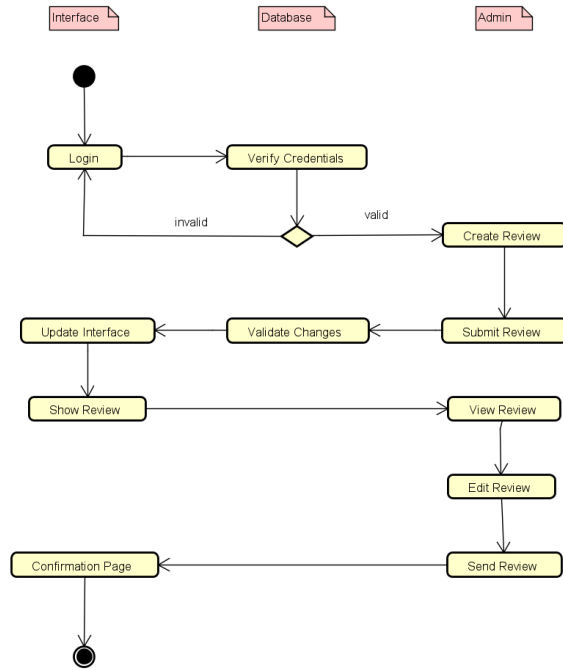 Interface
Database
Admin
Login
Verify Credentials
invalid
valid
Create Review
Update Interface
Validate Changes
Submit Review
Show Review
View Review
Edit Review
Confirmation Page
Send Review